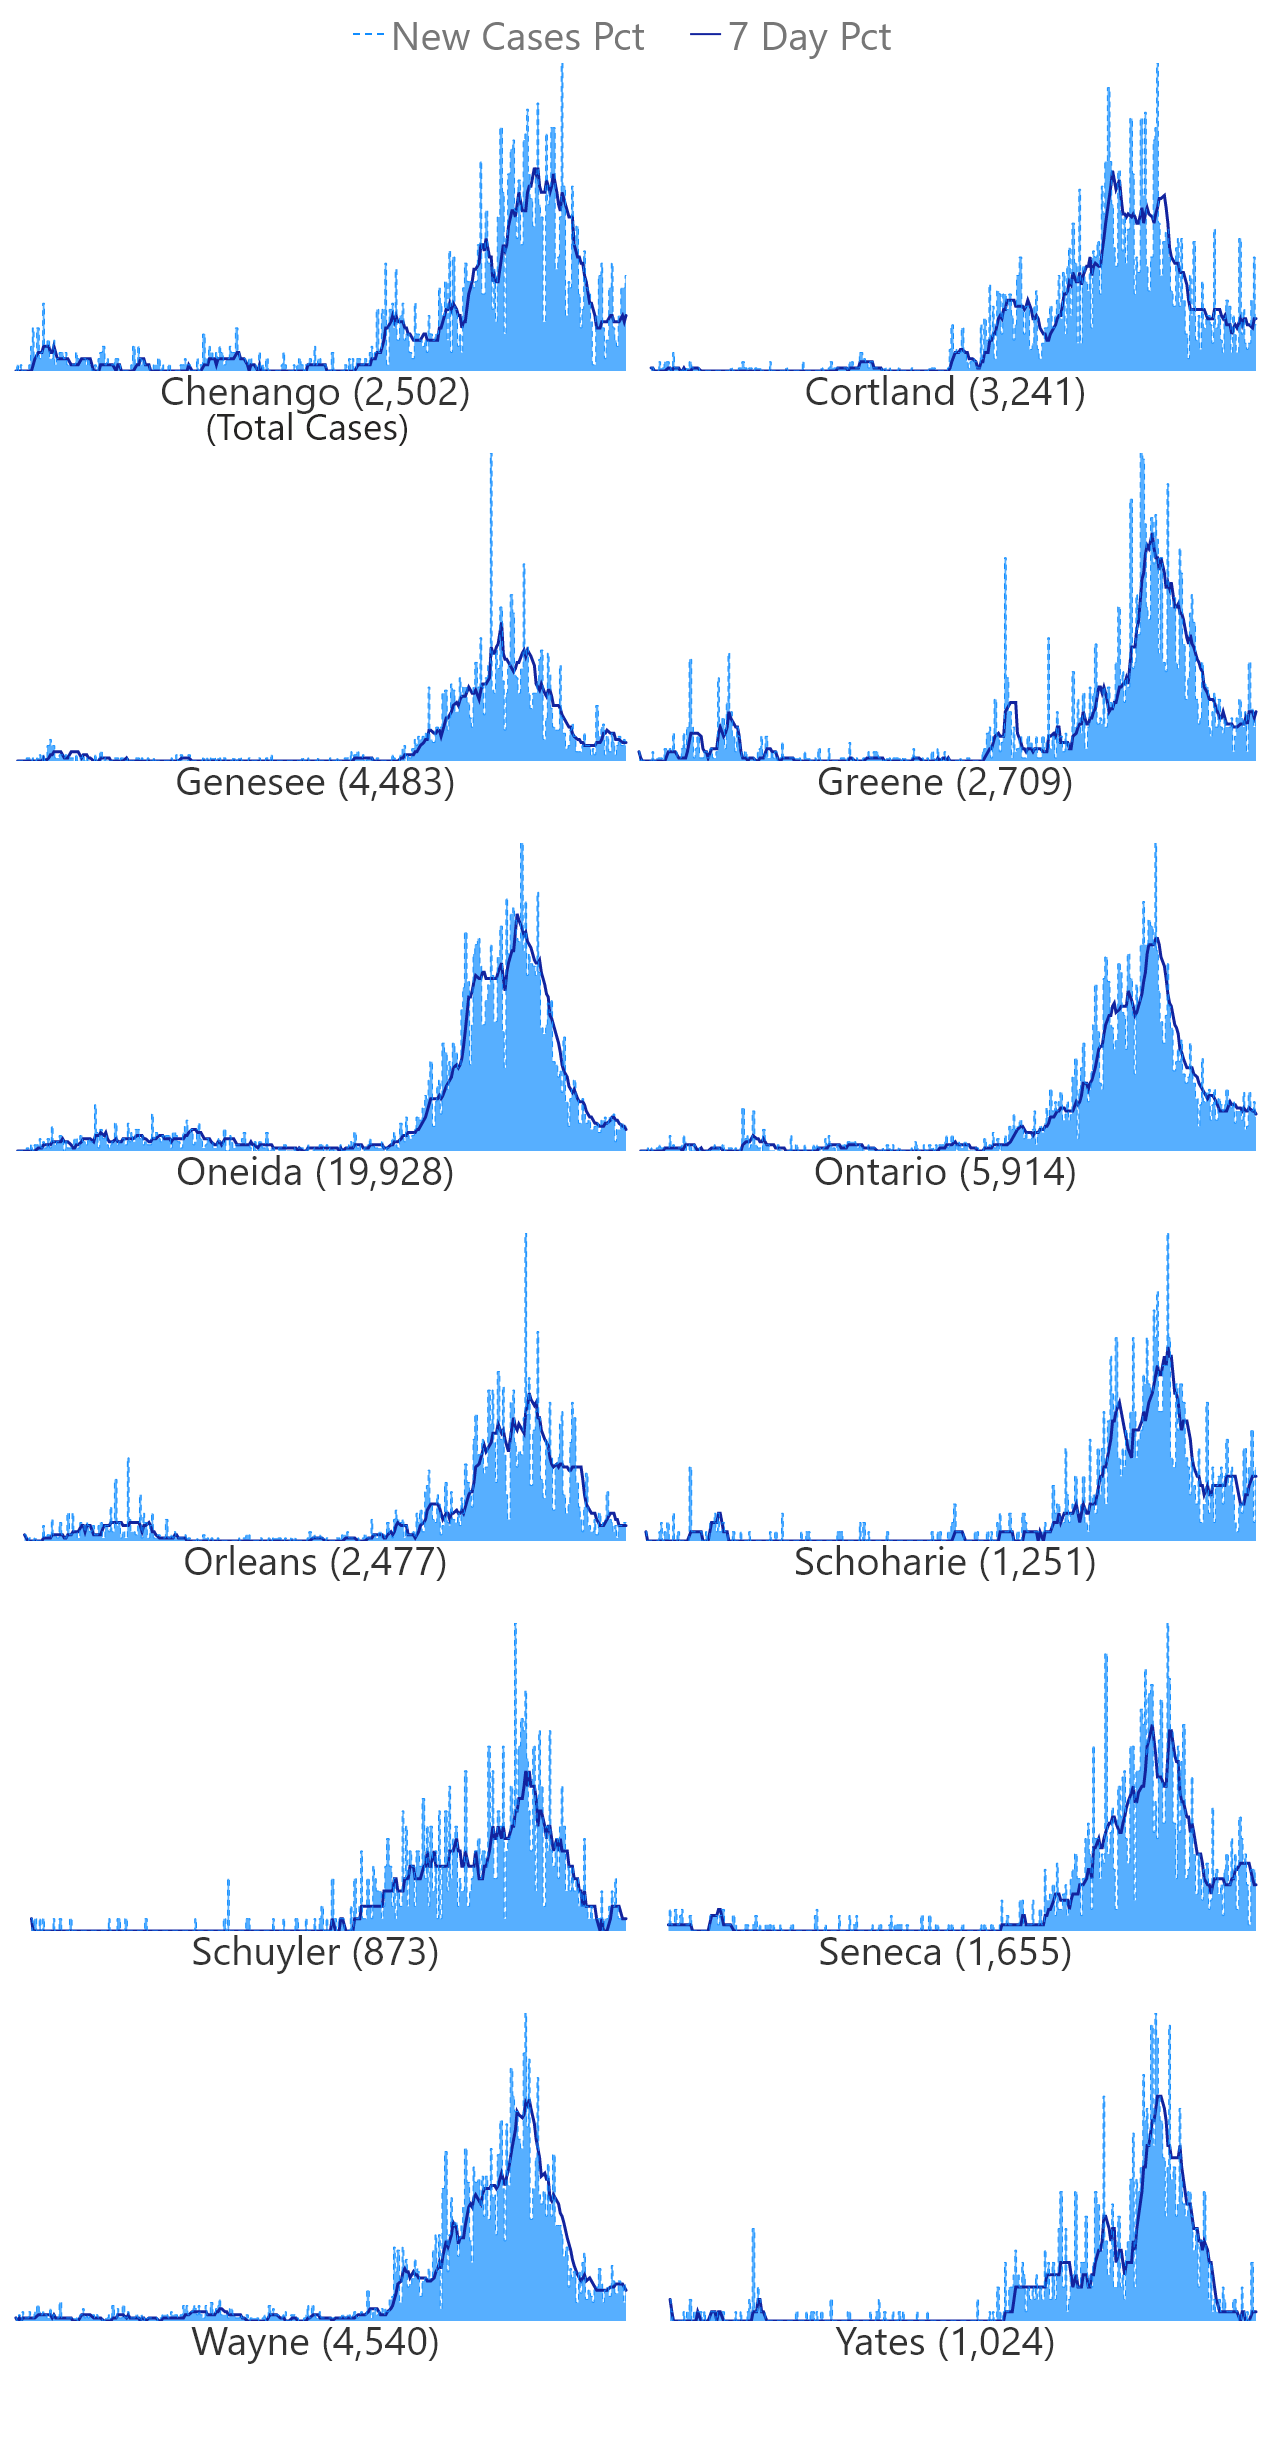 New Cases Pct 7 Day Pct
Chenango (2,502) Cortland (3,241)
(Total Cases)
Genesee (4,483) Greene (2,709)
Oneida (19,928) Ontario (5,914)
Orleans (2,477) Schoharie (1,251)
Schuyler (873) Seneca (1,655)
Wayne (4,540) Yates (1,024)